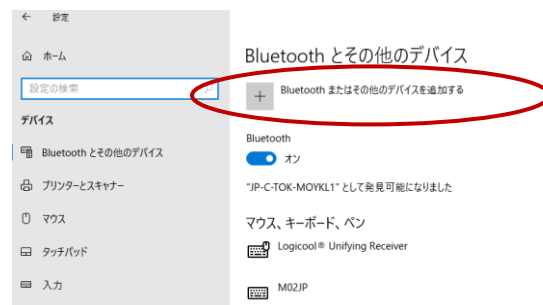 ← 設定
ホーム
設定の検索
デバイス
Bluetooth とその他のデバイス
プリンターとスキャナー
マウス
タッチパッド
入力
Bluetooth とその他のデバイス
+ Bluetooth またはその他のデバイスを追加する
Bluetooth
オン
"JP-C-TOK-MOYKL1" として発見可能になりました
マウス、キーボード、ペン
Logicool® Unifying Receiver
M02JP